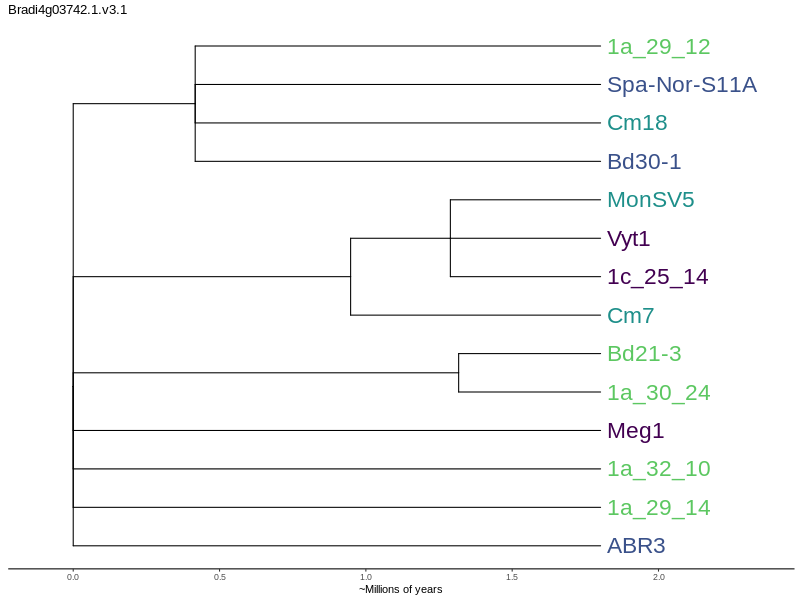 Bradi4g03742.1.v3.1
1a_29_12
Spa-Nor-S11A
Cm18
Bd30-1
MonSV5
Vyt1
1c_25_14
Cm7
Bd21-3
1a_30_24
Meg1
1a_32_10
1a_29_14
ABR3
0.0 0.5 1.0 1.5 2.0
~Millions of years